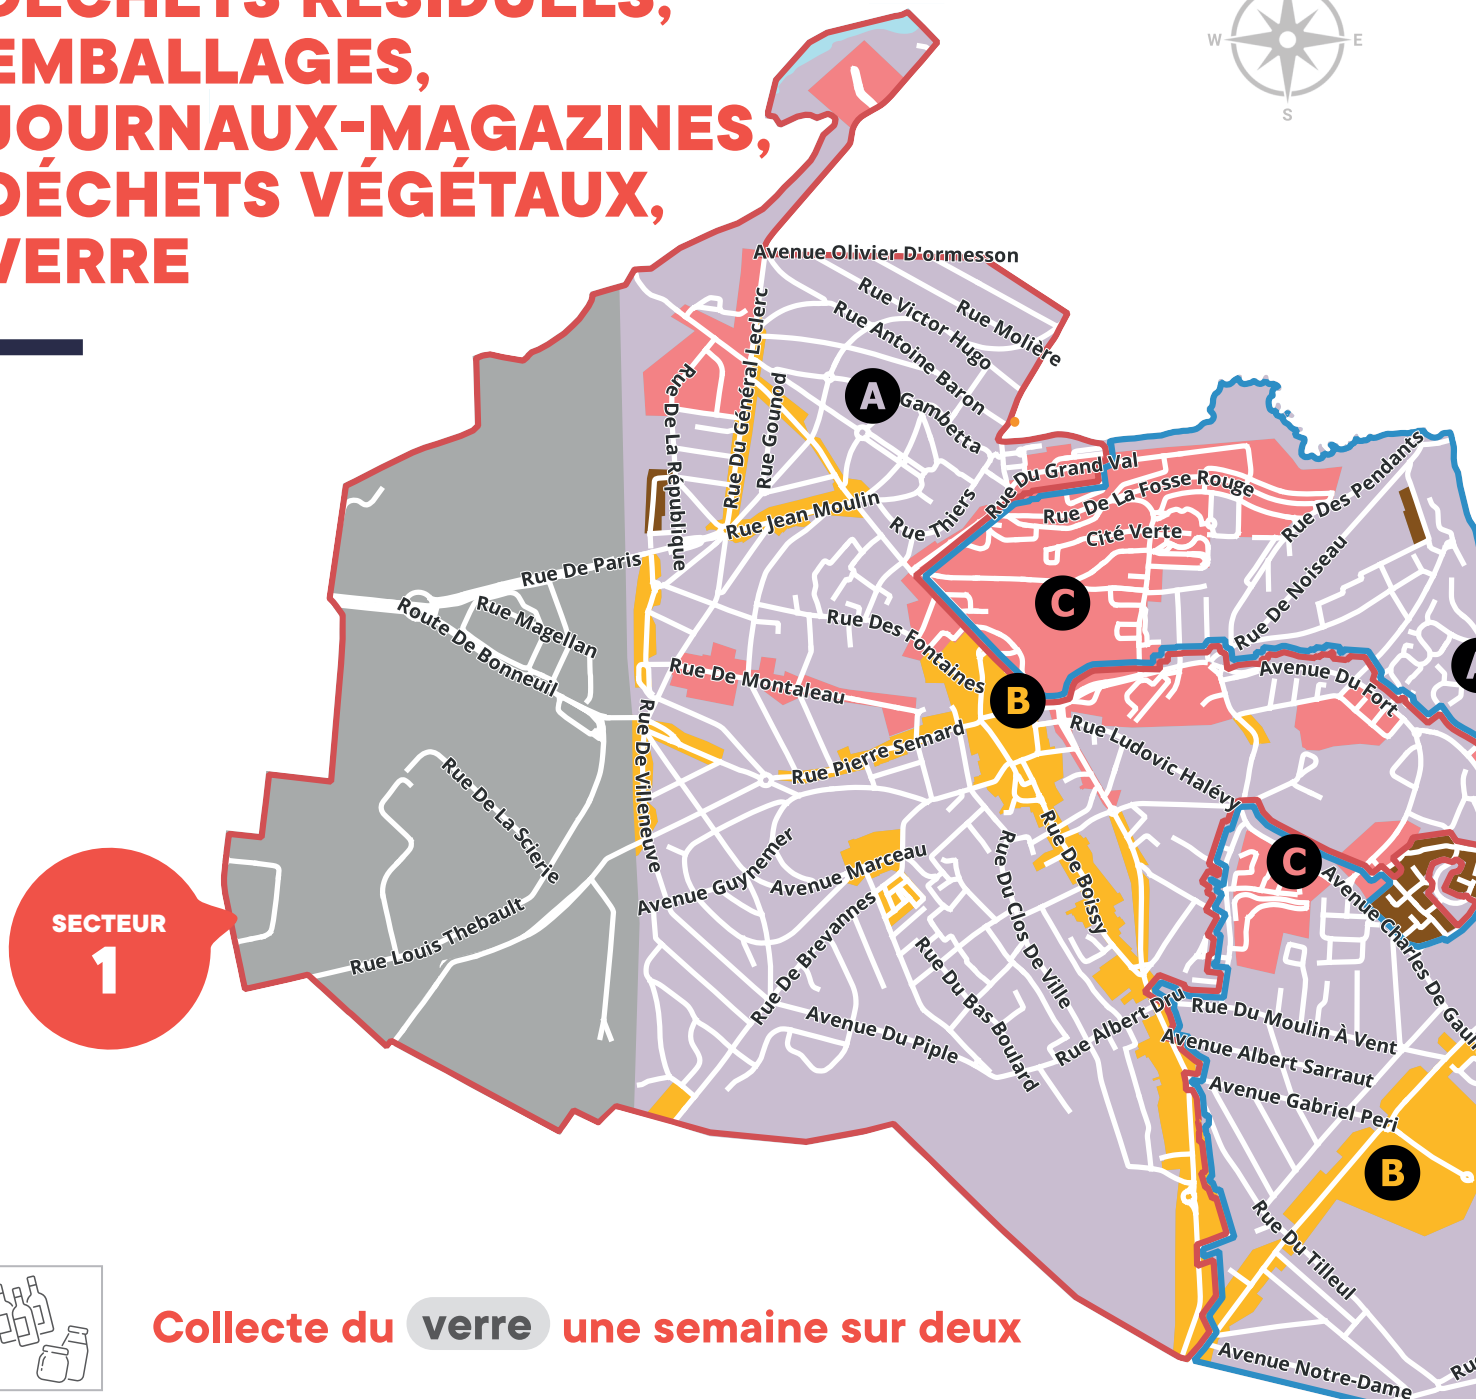 DÉCHETS RÉSIDUELS,
EMBALLAGES,
JOURNAUX-MAGAZINES,
DÉCHETS VÉGÉTAUX,
VERRE
W
E
S
Avenue Olivier D'ormesson
Rue Victor Hugo
Rue Molière
Rue Antoine Baron
Gambetta
A
Rue Du Général Leclerc
Rue Gounod
Rue De La République
Rue Jean Moulin
Rue Thiers
Rue Du Grand Val
Rue De La Fosse Rouge
Cité Verte
Rue Des Pendants
Rue De Noiseau
C
Rue De Paris
Rue Magellan
Route De Bonneuil
Rue Des Fontaines
Rue De Montaleau
B
Avenue Du Fort
A
Rue Pierre Semard
Rue Ludovic Halévy
Rue De Villeneuve
Rue De La Scierie
Avenue Guynemer
Avenue Marceau
Rue Du Clos De Ville
Rue De Boissy
C
Avenue Charles De Gaul
SECTEUR
1
Rue Louis Thebault
Rue De Brevannes
Rue Du Bas Boulard
Avenue Du Piple
Rue Albert Dru
Rue Du Moulin À Vent
Avenue Albert Sarraut
Avenue Gabriel Peri
B
Rue Du Tilleul
Avenue Notre-Dame
Ru
Collecte du verre une semaine sur deux